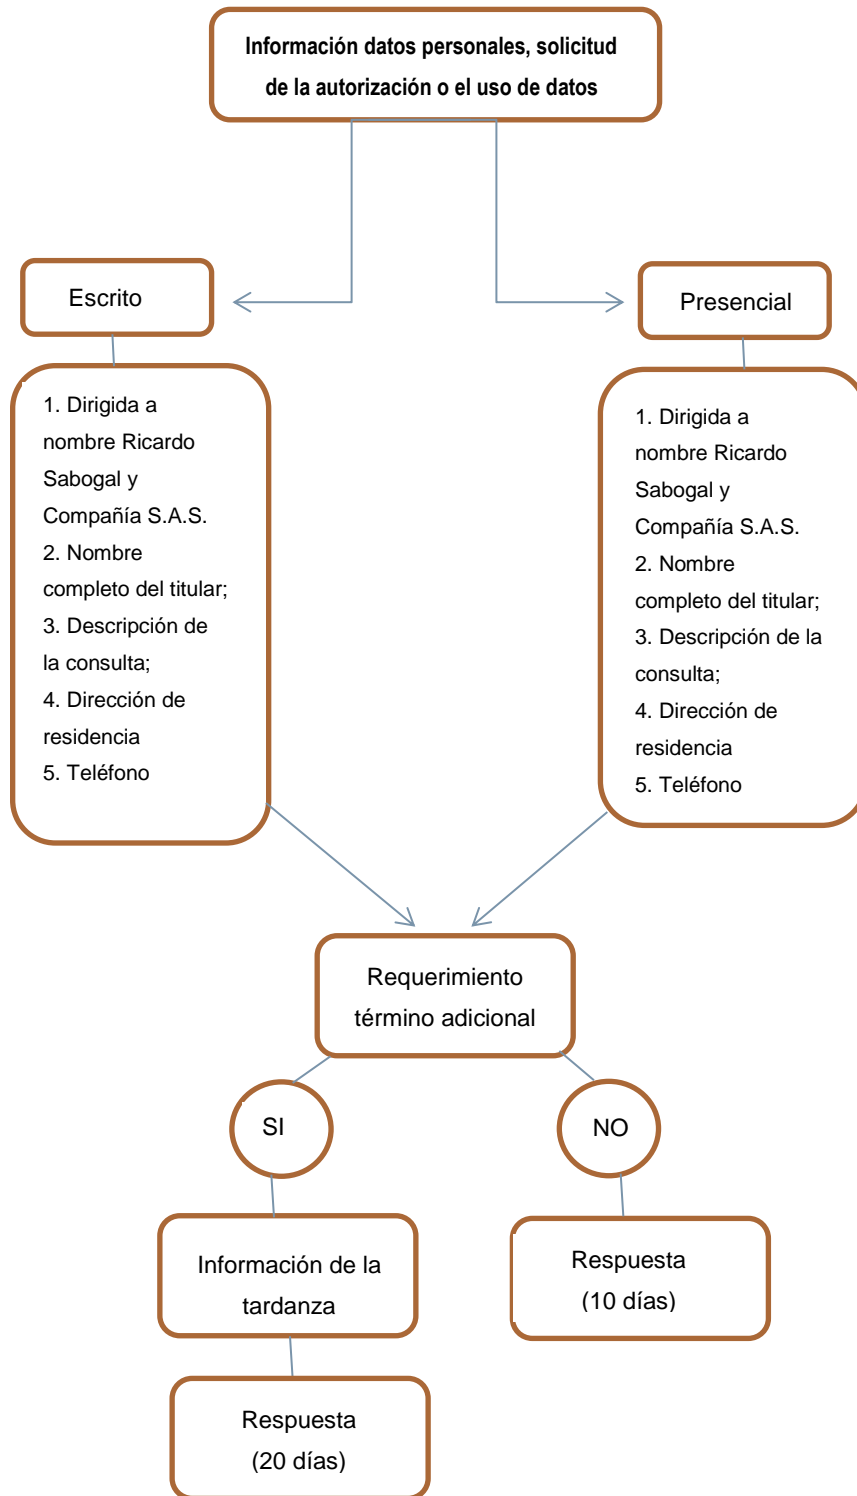 Información datos personales, solicitud
de la autorización o el uso de datos
Escrito
Presencial
1. Dirigida a
nombre Ricardo
Sabogal y
Compañía S.A.S.
2. Nombre
completo del titular;
3. Descripción de
la consulta;
4. Dirección de
residencia
5. Teléfono
1. Dirigida a
nombre Ricardo
Sabogal y
Compañía S.A.S.
2. Nombre
completo del titular;
3. Descripción de la
consulta;
4. Dirección de
residencia
5. Teléfono
Requerimiento
término adicional
SI
NO
Información de la
tardanza
Respuesta
(10 días)
Respuesta
(20 días)